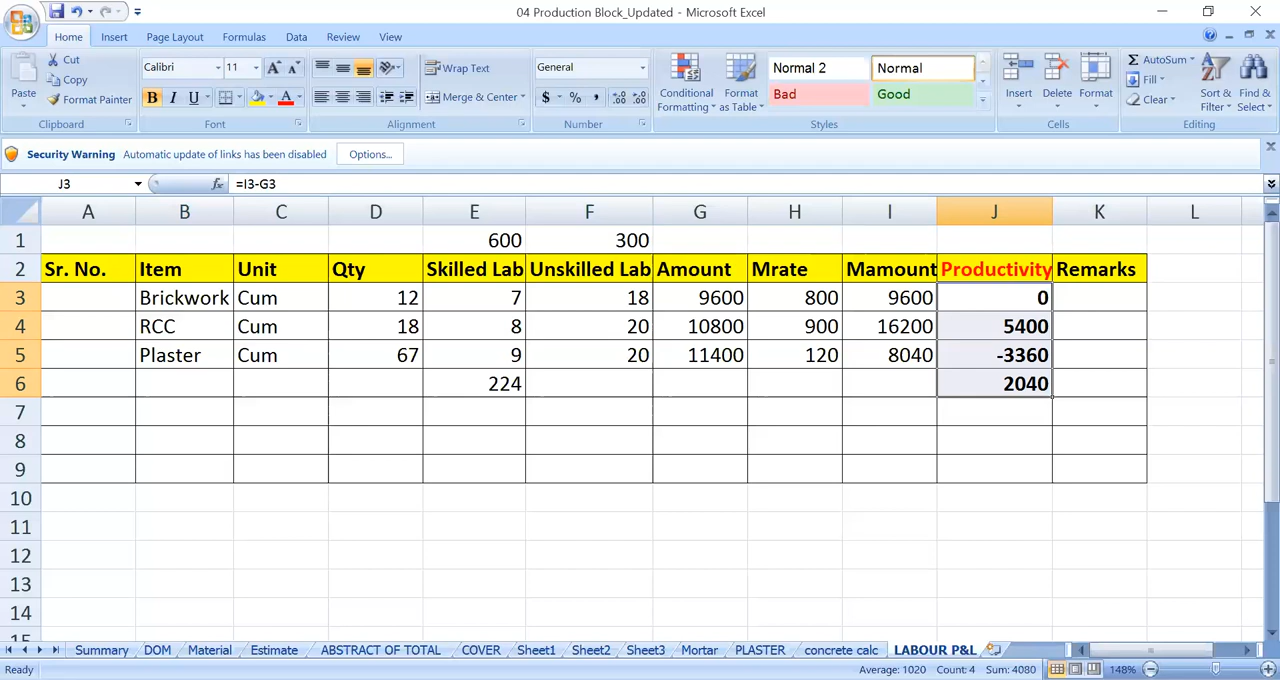 04 Production Block_Updated - Microsoft Excel
Home Insert Page Layout Formulas Data Review View
Paste Cut Copy Format Painter Clipboard
Calibri 11 A A B I U A Font
Wrap Text Merge & Center Alignment
General $ % , .0 .00 .00 .0 Number
Conditional Formatting Format as Table Normal 2 Normal Bad Good Styles
Insert Delete Format Cells
Σ AutoSum Fill Clear Sort & Filter Find & Select Editing
Security Warning Automatic update of links has been disabled Options...
J3 fx =I3-G3
A B C D E F G H I J K L
1 600 300
2 Sr. No. Item Unit Qty Skilled Lab Unskilled Lab Amount Mrate Mamount Productivity Remarks
3 Brickwork Cum 12 7 18 9600 800 9600 0
4 RCC Cum 18 8 20 10800 900 16200 5400
5 Plaster Cum 67 9 20 11400 120 8040 -3360
6 224 2040
7
8
9
10
11
12
13
14
15
Summary DOM Material Estimate ABSTRACT OF TOTAL COVER Sheet1 Sheet2 Sheet3 Mortar PLASTER concrete calc LABOUR P&L
Ready Average: 1020 Count: 4 Sum: 4080 148%